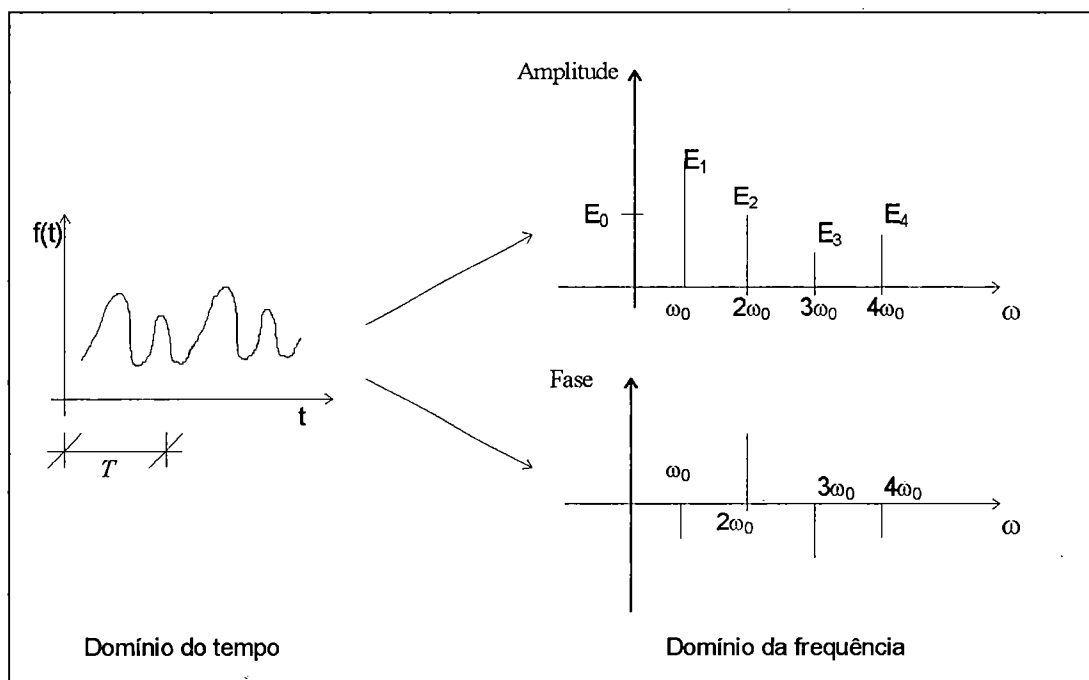 f(t)
t
T
Domínio do tempo
Amplitude
E₀
E₁
E₂
E₃
E₄
ω₀ 2ω₀ 3ω₀ 4ω₀ ω
Fase
ω₀ 3ω₀ 4ω₀
2ω₀ ω
Domínio da frequência